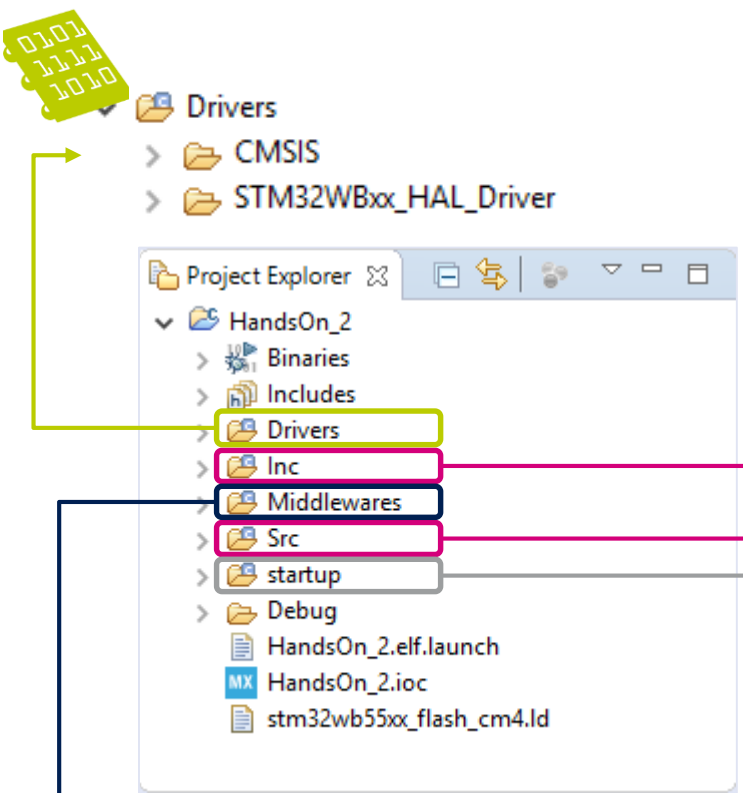 0101
1111
1010
Drivers
CMSIS
STM32WBxx_HAL_Driver
Project Explorer
HandsOn_2
Binaries
Includes
Drivers
Inc
Middlewares
Src
startup
Debug
HandsOn_2.elf.launch
MX HandsOn_2.ioc
stm32wb55xx_flash_cm4.ld